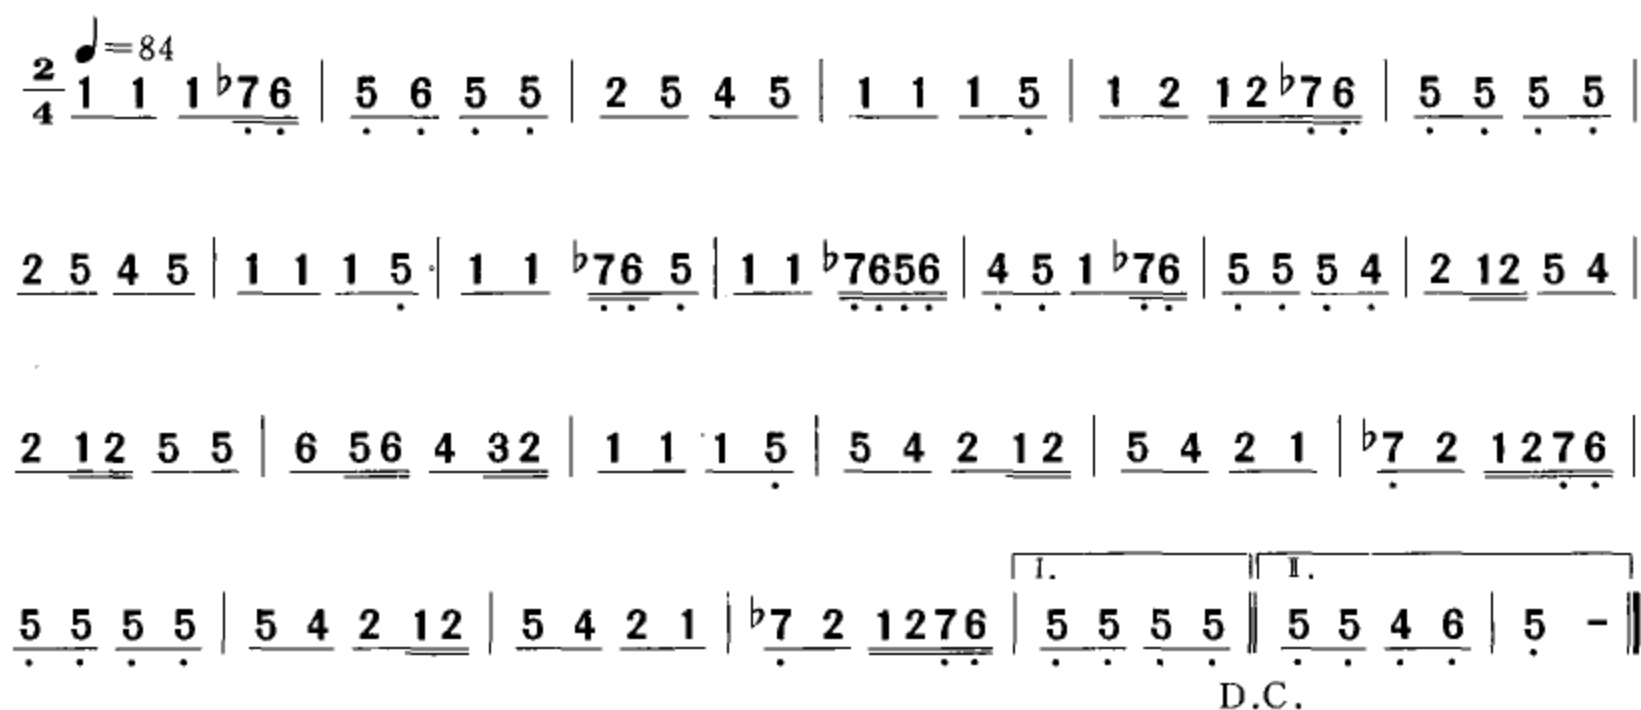 ♩=84
2/4 1 1 1 ♭7̣ 6̣ | 5̣ 6̣ 5̣ 5̣ | 2 5 4 5 | 1 1 1 5̣ | 1 2 1 2 ♭7̣ 6̣ | 5̣ 5̣ 5̣ 5̣ |
2 5 4 5 | 1 1 1 5̣ | 1 1 ♭7̣ 6̣ 5̣ | 1 1 ♭7̣ 6̣ 5̣ 6̣ | 4̣ 5̣ 1 ♭7̣ 6̣ | 5̣ 5̣ 5̣ 4̣ | 2 1 2 5 4 |
2 1 2 5 5 | 6 5 6 4 3 2 | 1 1 1 5̣ | 5 4 2 1 2 | 5 4 2 1 | ♭7̣ 2 1 2 7̣ 6̣ |
I. II.
5̣ 5̣ 5̣ 5̣ | 5 4 2 1 2 | 5 4 2 1 | ♭7̣ 2 1 2 7̣ 6̣ | 5̣ 5̣ 5̣ 5̣ || 5̣ 5̣ 4̣ 6̣ | 5̣ – ||
D.C.